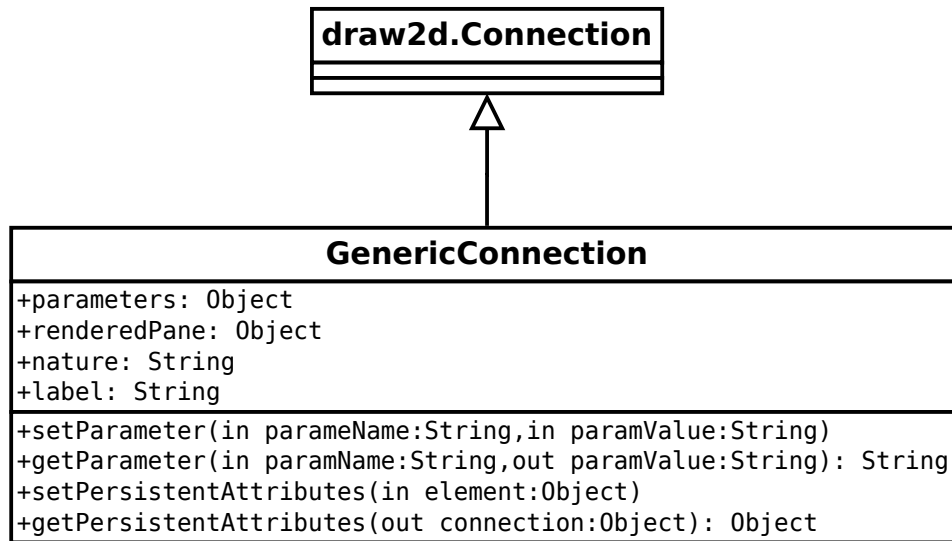 draw2d.Connection
GenericConnection
+parameters: Object
+renderedPane: Object
+nature: String
+label: String
+setParameter(in parameName:String,in paramValue:String)
+getParameter(in paramName:String,out paramValue:String): String
+setPersistentAttributes(in element:Object)
+getPersistentAttributes(out connection:Object): Object